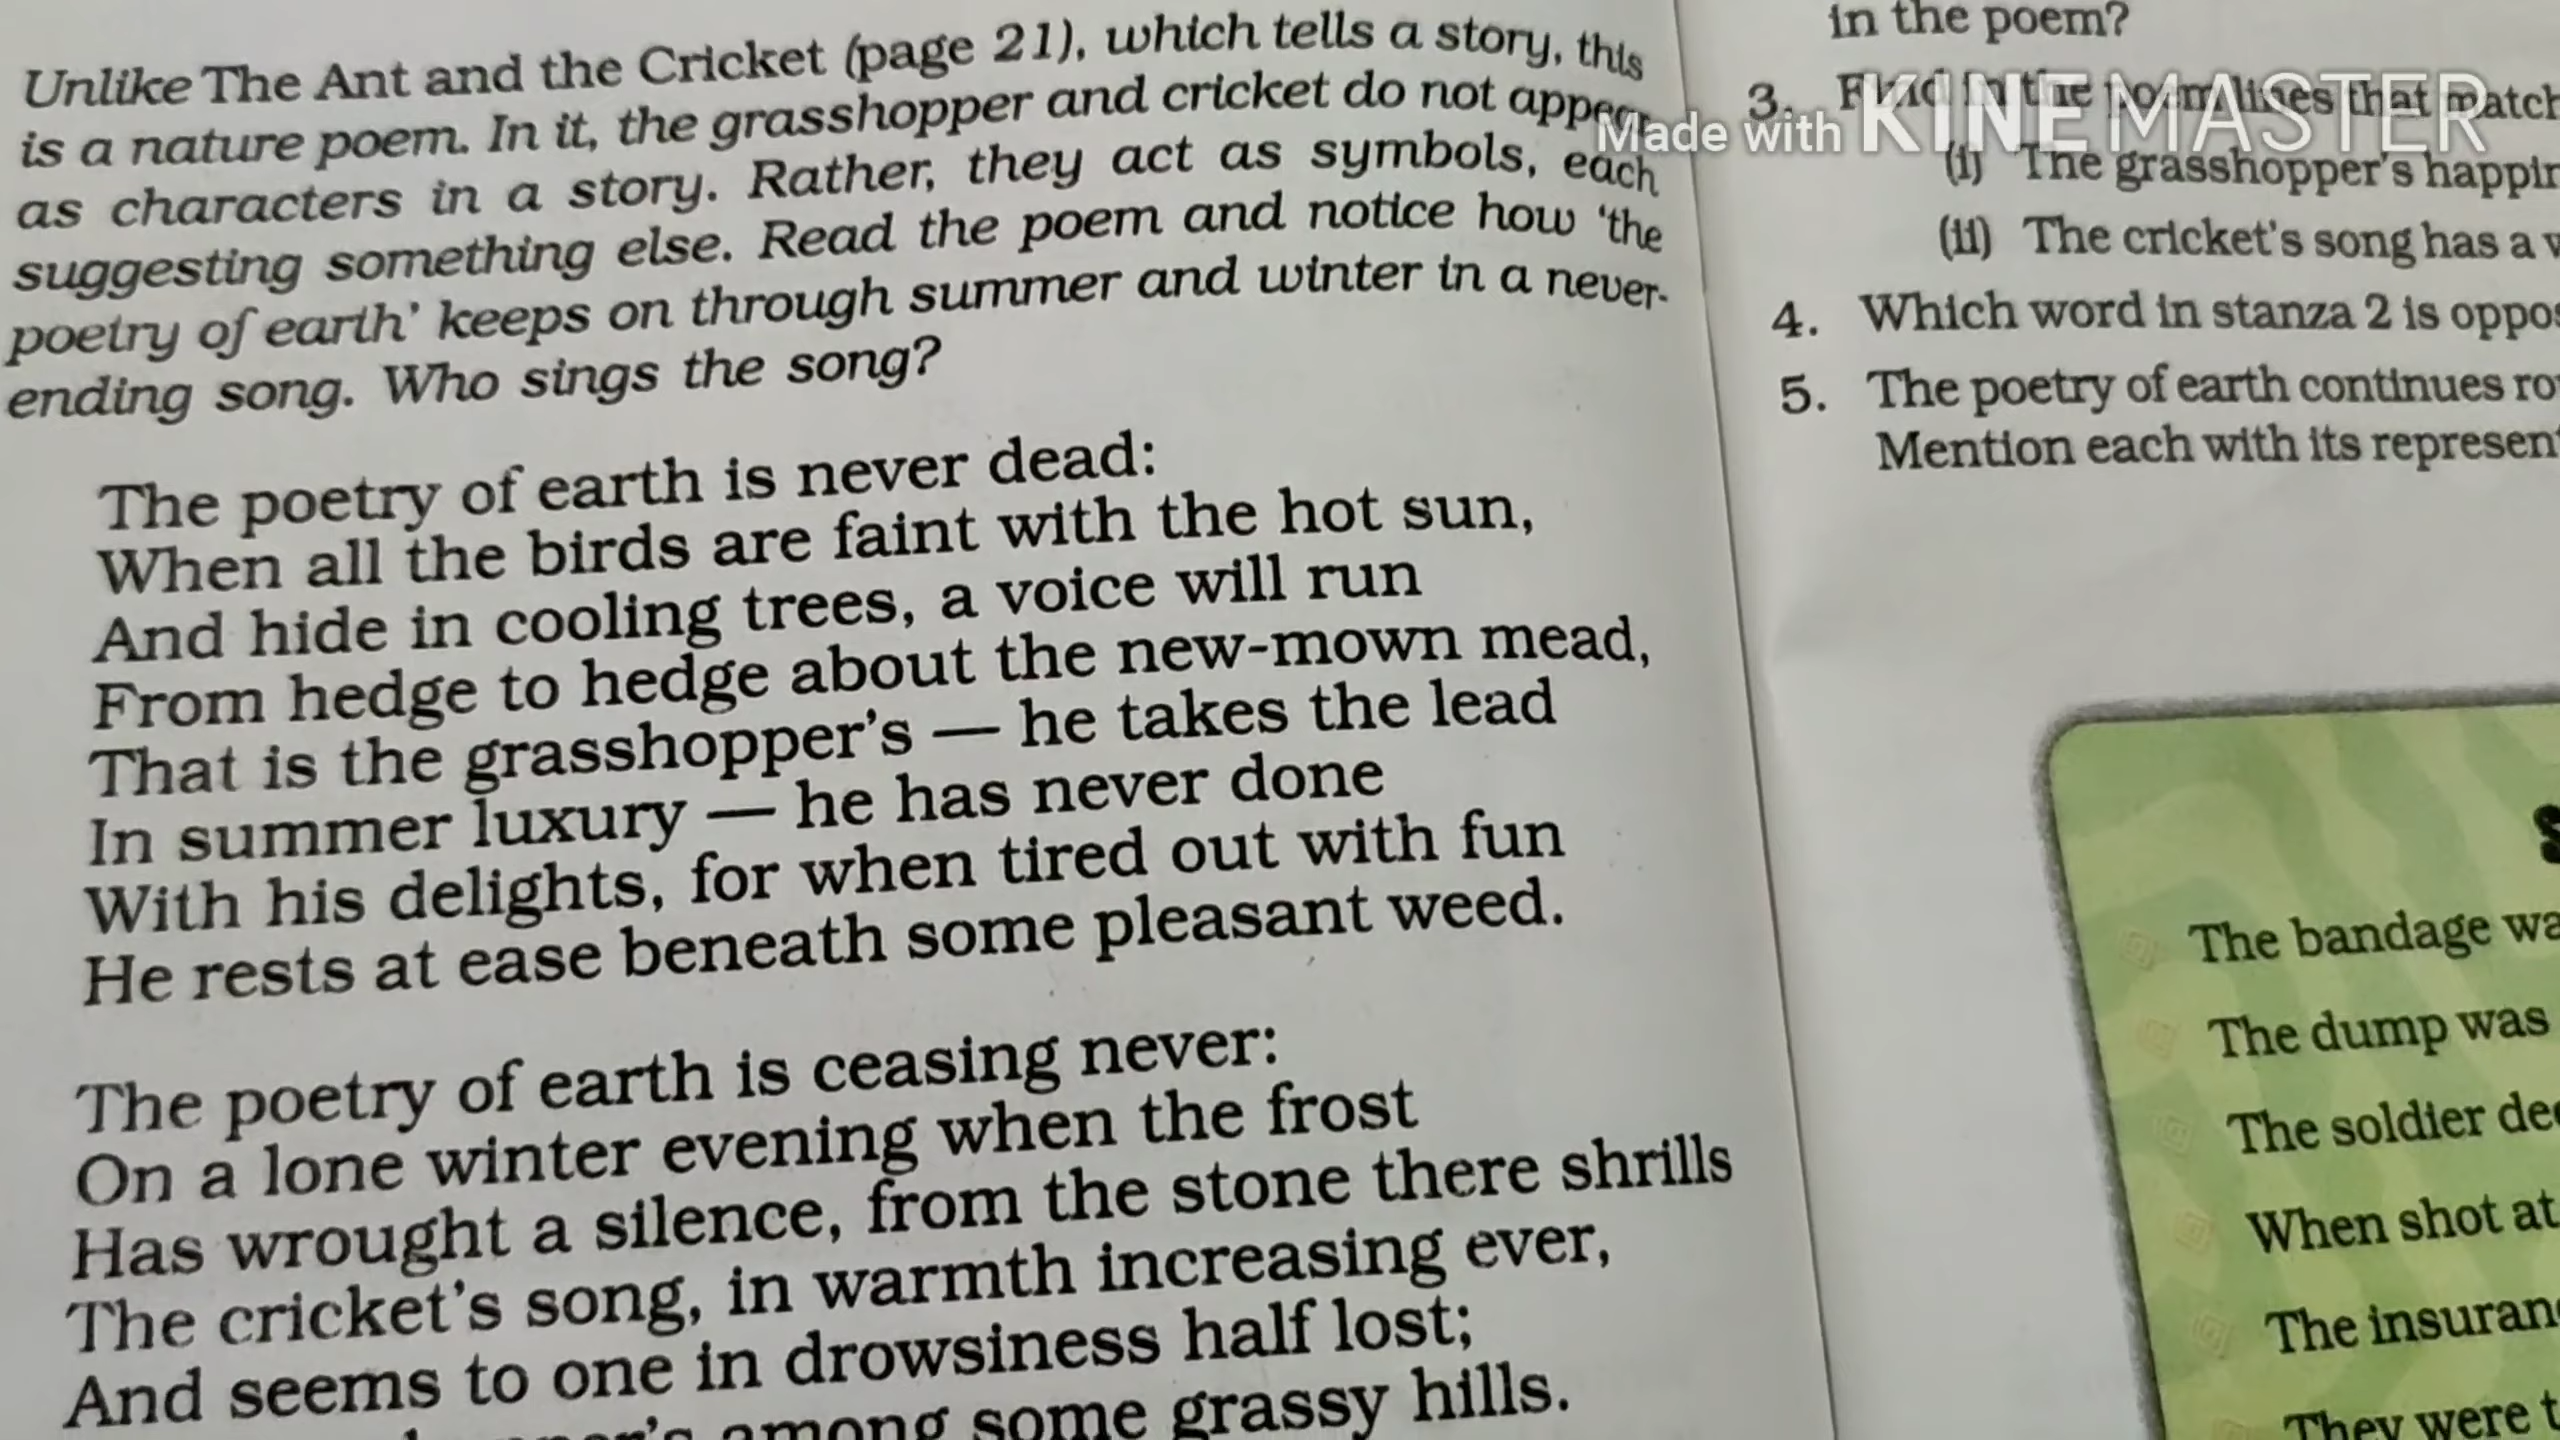 Unlike The Ant and the Cricket (page 21), which tells a story, this
is a nature poem. In it, the grasshopper and cricket do not appear
as characters in a story. Rather, they act as symbols, each
suggesting something else. Read the poem and notice how ‘the
poetry of earth’ keeps on through summer and winter in a never-
ending song. Who sings the song?
The poetry of earth is never dead:
When all the birds are faint with the hot sun,
And hide in cooling trees, a voice will run
From hedge to hedge about the new-mown mead,
That is the grasshopper’s — he takes the lead
In summer luxury — he has never done
With his delights, for when tired out with fun
He rests at ease beneath some pleasant weed.
The poetry of earth is ceasing never:
On a lone winter evening when the frost
Has wrought a silence, from the stone there shrills
The cricket’s song, in warmth increasing ever,
And seems to one in drowsiness half lost;
among some grassy hills.
in the poem?
3. Find in the poem lines that match
(i) The grasshopper’s
(ii) The cricket’s song has a
4. Which word in stanza 2 is
5. The poetry of earth continues
Mention each with its
Made with KINEMASTER
The bandage
The dump was
The soldier
When shot at
The
They were